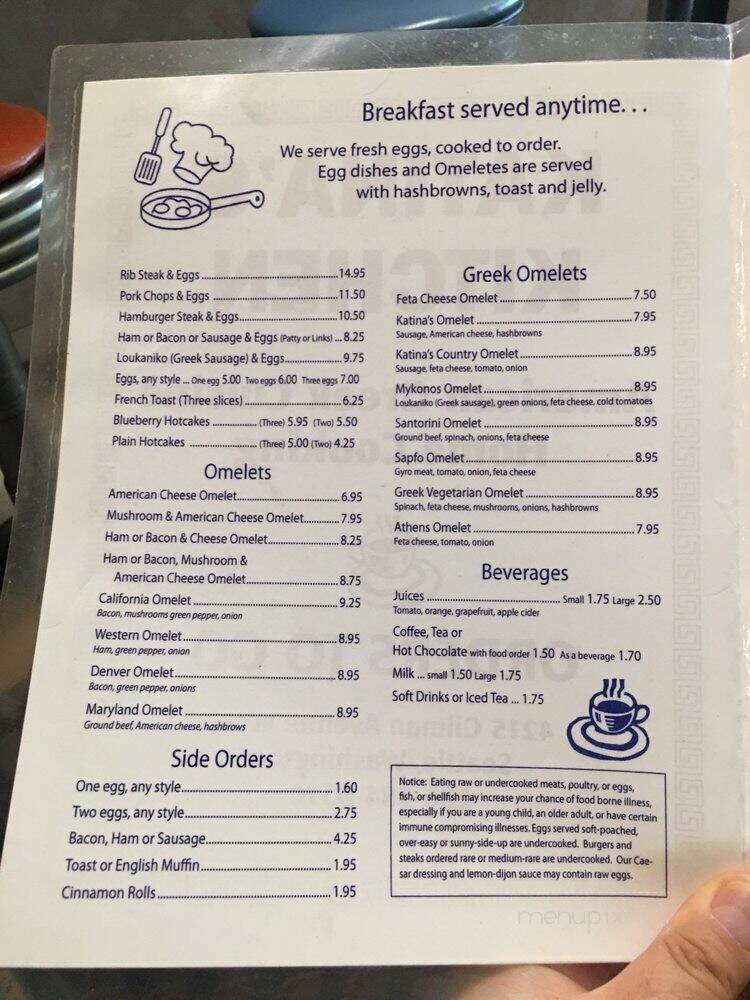 Breakfast served anytime...
We serve fresh eggs, cooked to order.
Egg dishes and Omeletes are served
with hashbrowns, toast and jelly.
Rib Steak & Eggs 14.95
Pork Chops & Eggs 11.50
Hamburger Steak & Eggs 10.50
Ham or Bacon or Sausage & Eggs (Patty or Links) ... 8.25
Loukaniko (Greek Sausage) & Eggs 9.75
Eggs, any style ... One egg 5.00 Two eggs 6.00 Three eggs 7.00
French Toast (Three slices) 6.25
Blueberry Hotcakes (Three) 5.95 (Two) 5.50
Plain Hotcakes (Three) 5.00 (Two) 4.25
Omelets
American Cheese Omelet 6.95
Mushroom & American Cheese Omelet 7.95
Ham or Bacon & Cheese Omelet 8.25
Ham or Bacon, Mushroom &
American Cheese Omelet 8.75
California Omelet 9.25
Bacon, mushrooms green pepper, onion
Western Omelet 8.95
Ham, green pepper, onion
Denver Omelet 8.95
Bacon, green pepper, onions
Maryland Omelet 8.95
Ground beef, American cheese, hashbrows
Side Orders
One egg, any style 1.60
Two eggs, any style 2.75
Bacon, Ham or Sausage 4.25
Toast or English Muffin 1.95
Cinnamon Rolls 1.95
Greek Omelets
Feta Cheese Omelet 7.50
Katina's Omelet 7.95
Sausage, American cheese, hashbrowns
Katina's Country Omelet 8.95
Sausage, feta cheese, tomato, onion
Mykonos Omelet 8.95
Loukaniko (Greek sausage), green onions, feta cheese, cold tomatoes
Santorini Omelet 8.95
Ground beef, spinach, onions, feta cheese
Sapfo Omelet 8.95
Gyro meat, tomato, onion, feta cheese
Greek Vegetarian Omelet 8.95
Spinach, feta cheese, mushrooms, onions, hashbrowns
Athens Omelet 7.95
Feta cheese, tomato, onion
Beverages
Juices Small 1.75 Large 2.50
Tomato, orange, grapefruit, apple cider
Coffee, Tea or
Hot Chocolate with food order 1.50 As a beverage 1.70
Milk ... small 1.50 Large 1.75
Soft Drinks or Iced Tea ... 1.75
Notice: Eating raw or undercooked meats, poultry, or eggs,
fish, or shellfish may increase your chance of food borne illness,
especially if you are a young child, an older adult, or have certain
immune compromising illnesses. Eggs served soft-poached,
over-easy or sunny-side-up are undercooked. Burgers and
steaks ordered rare or medium-rare are undercooked. Our Cae-
sar dressing and lemon-dijon sauce may contain raw eggs.